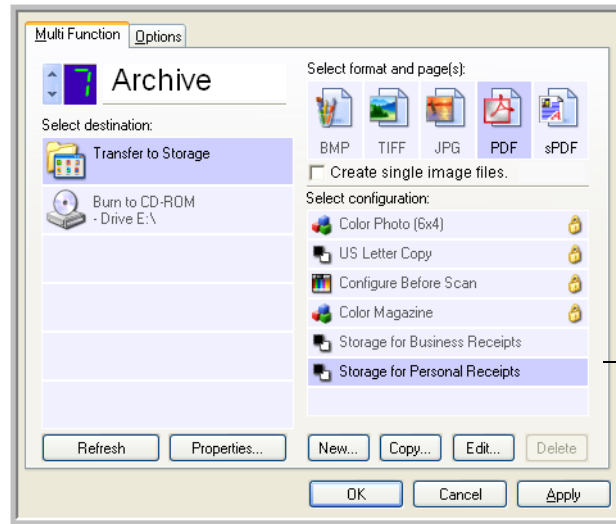 Multi Function
Options
7
Archive
Select destination:
Transfer to Storage
Burn to CD-ROM
- Drive E:\
Refresh
Properties...
Select format and page(s):
BMP
TIFF
JPG
PDF
sPDF
Create single image files.
Select configuration:
Color Photo (6x4)
US Letter Copy
Configure Before Scan
Color Magazine
Storage for Business Receipts
Storage for Personal Receipts
New...
Copy...
Edit...
Delete
OK
Cancel
Apply